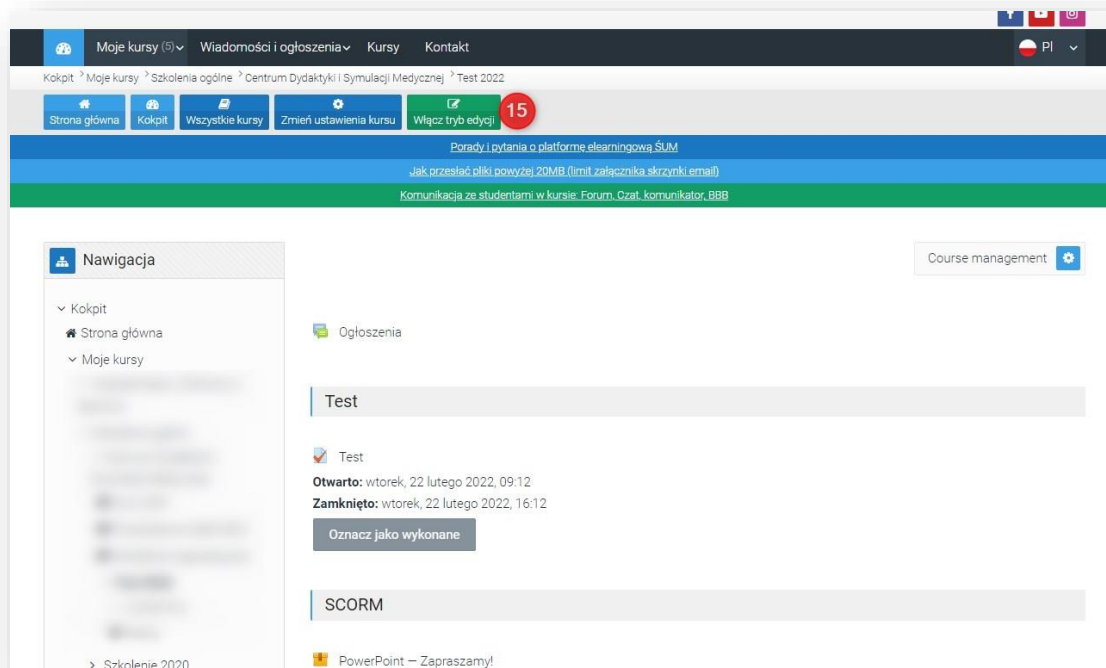 Moje kursy (5) Wiadomości i ogłoszenia Kursy Kontakt Pl
Kokpit > Moje kursy > Szkolenia ogólne > Centrum Dydaktyki i Symulacji Medycznej > Test 2022
Strona główna Kokpit Wszystkie kursy Zmień ustawienia kursu Włącz tryb edycji 15
Porady i pytania o platformę elearningową ŚUM
Jak przesłać pliki powyżej 20MB (limit załącznika skrzynki email)
Komunikacja ze studentami w kursie: Forum, Czat, komunikator, BBB
Nawigacja
Course management
Kokpit
Strona główna
Ogłoszenia
Moje kursy
Test
Test
Otwarto: wtorek, 22 lutego 2022, 09:12
Zamknięto: wtorek, 22 lutego 2022, 16:12
Oznacz jako wykonane
SCORM
PowerPoint — Zapraszamy!
Szkolenie 2020